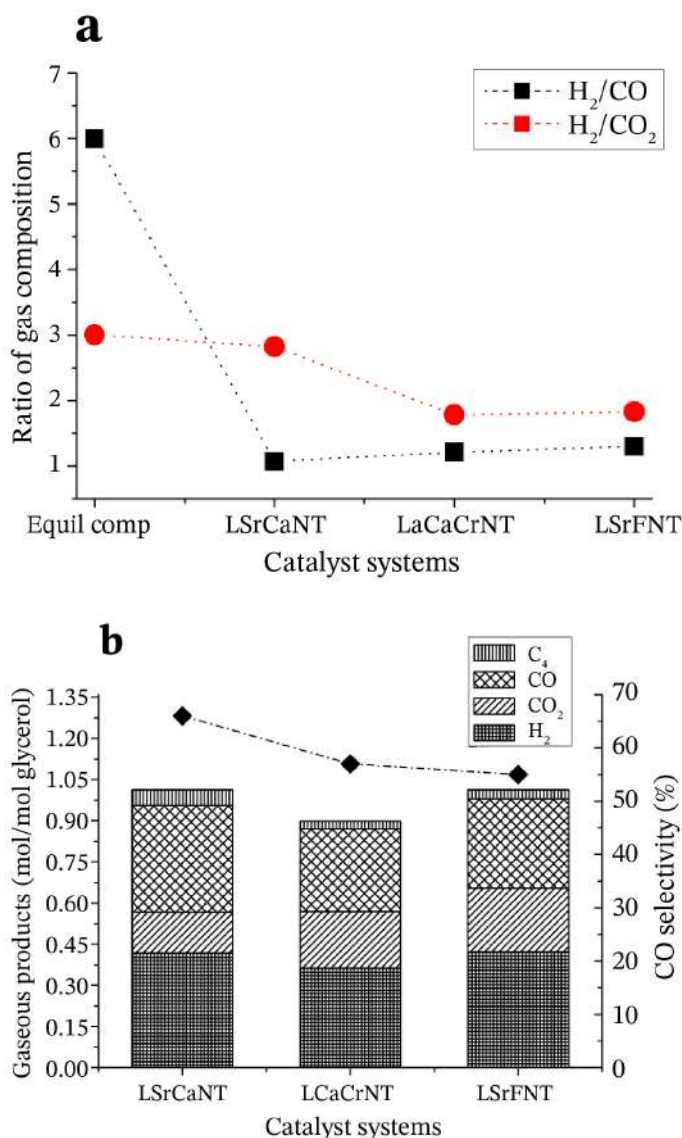 a
7
6
5
4
3
2
1
Ratio of gas composition
H₂/CO
H₂/CO₂
Equil comp LSrCaNT LaCaCrNT LSrFNT
Catalyst systems
b
C₄
CO
CO₂
H₂
1.35
1.20
1.05
0.90
0.75
0.60
0.45
0.30
0.15
0.00
Gaseous products (mol/mol glycerol)
70
60
50
40
30
20
10
0
CO selectivity (%)
LSrCaNT LCaCrNT LSrFNT
Catalyst systems